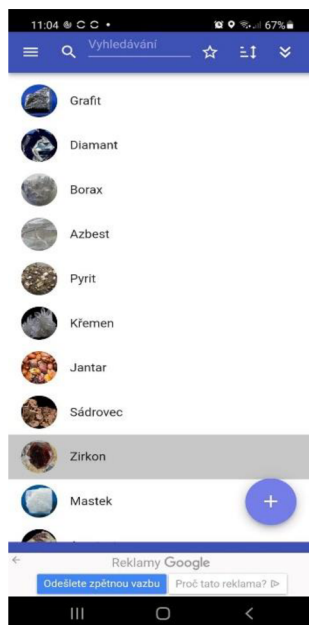 11:04
67%
Vyhledávání
Grafit
Diamant
Borax
Azbest
Pyrit
Křemen
Jantar
Sádrovec
Zirkon
Mastek
Reklamy Google
Odešlete zpětnou vazbu
Proč tato reklama?